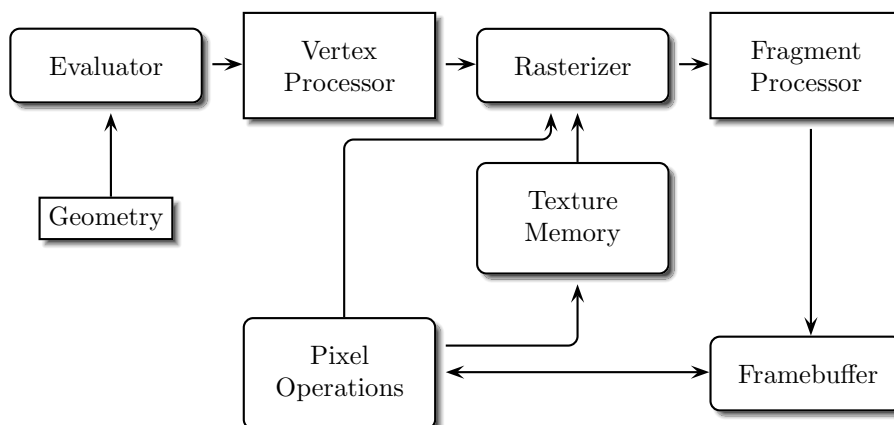 Evaluator
Vertex
Processor
Rasterizer
Fragment
Processor
Geometry
Texture
Memory
Pixel
Operations
Framebuffer